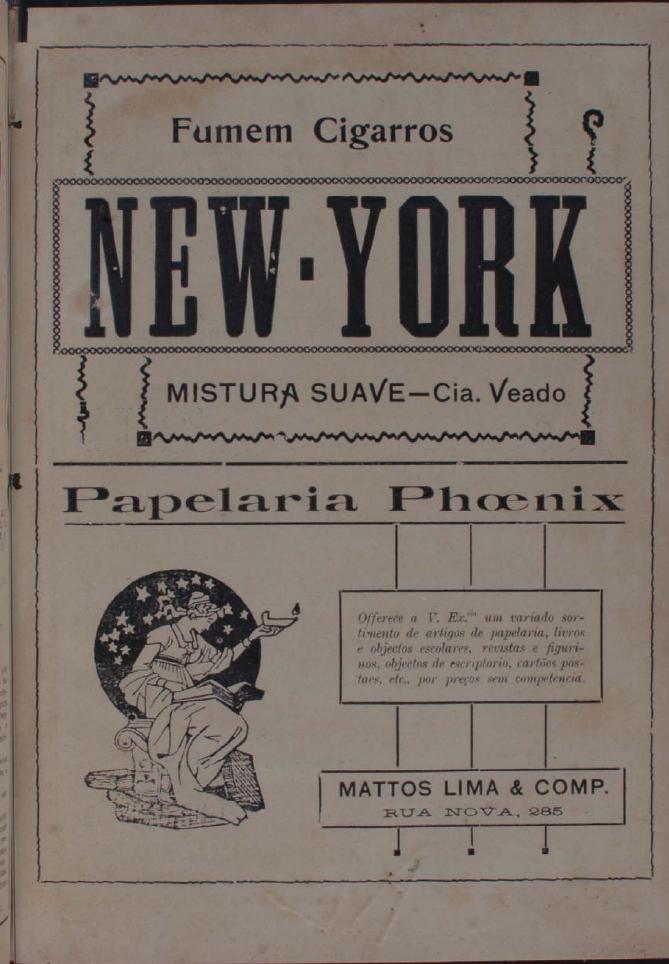 Fumem Cigarros
NEW·YORK
MISTURA SUAVE—Cia. Veado
Papelaria Phœnix
Offerece a V. Ex.cia um variado sor-
timento de artigos de papelaria, livros
e objectos escolares, revistas e figuri-
nos, objectos de escriptorio, cartões pos-
taes, etc., por preços sem competencia.
MATTOS LIMA & COMP.
RUA NOVA, 285